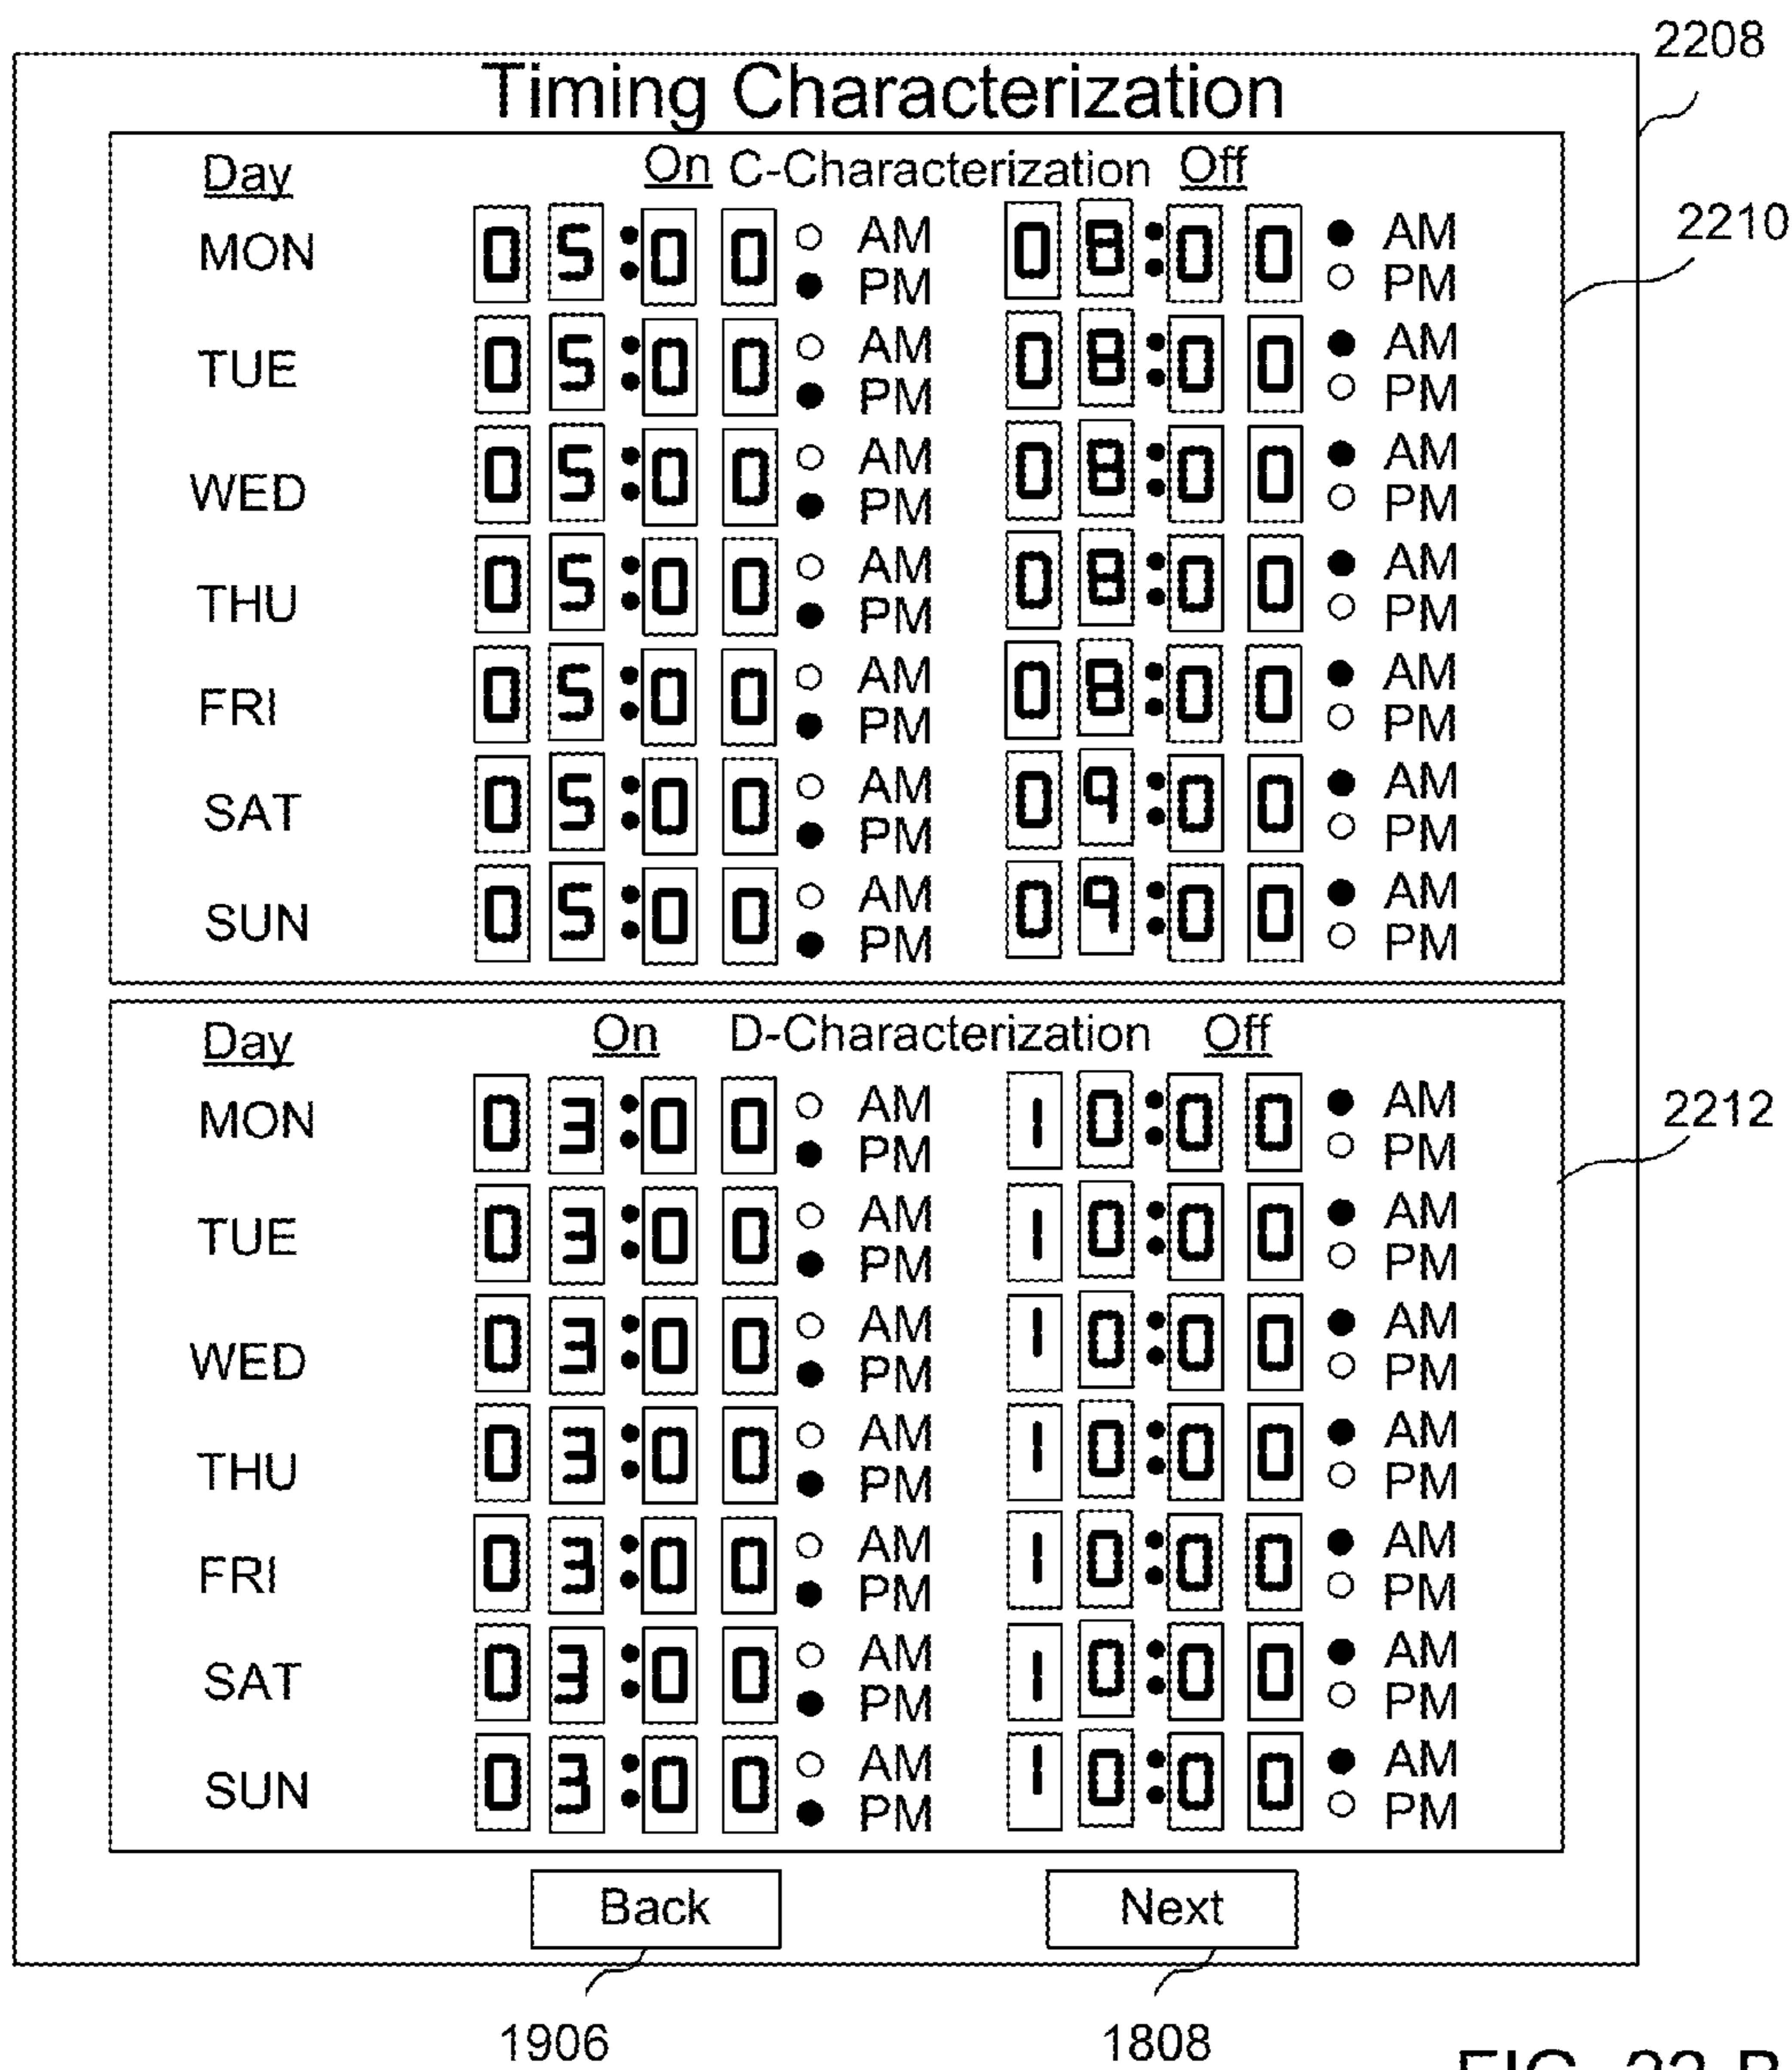 2208
Timing Characterization
Day On C-Characterization Off
2210
MON 05:00 AM PM 08:00 AM PM
TUE 05:00 AM PM 08:00 AM PM
WED 05:00 AM PM 08:00 AM PM
THU 05:00 AM PM 08:00 AM PM
FRI 05:00 AM PM 08:00 AM PM
SAT 05:00 AM PM 09:00 AM PM
SUN 05:00 AM PM 09:00 AM PM
Day On D-Characterization Off
2212
MON 03:00 AM PM 10:00 AM PM
TUE 03:00 AM PM 10:00 AM PM
WED 03:00 AM PM 10:00 AM PM
THU 03:00 AM PM 10:00 AM PM
FRI 03:00 AM PM 10:00 AM PM
SAT 03:00 AM PM 10:00 AM PM
SUN 03:00 AM PM 10:00 AM PM
Back Next
1906 1808
FIG. 22 B